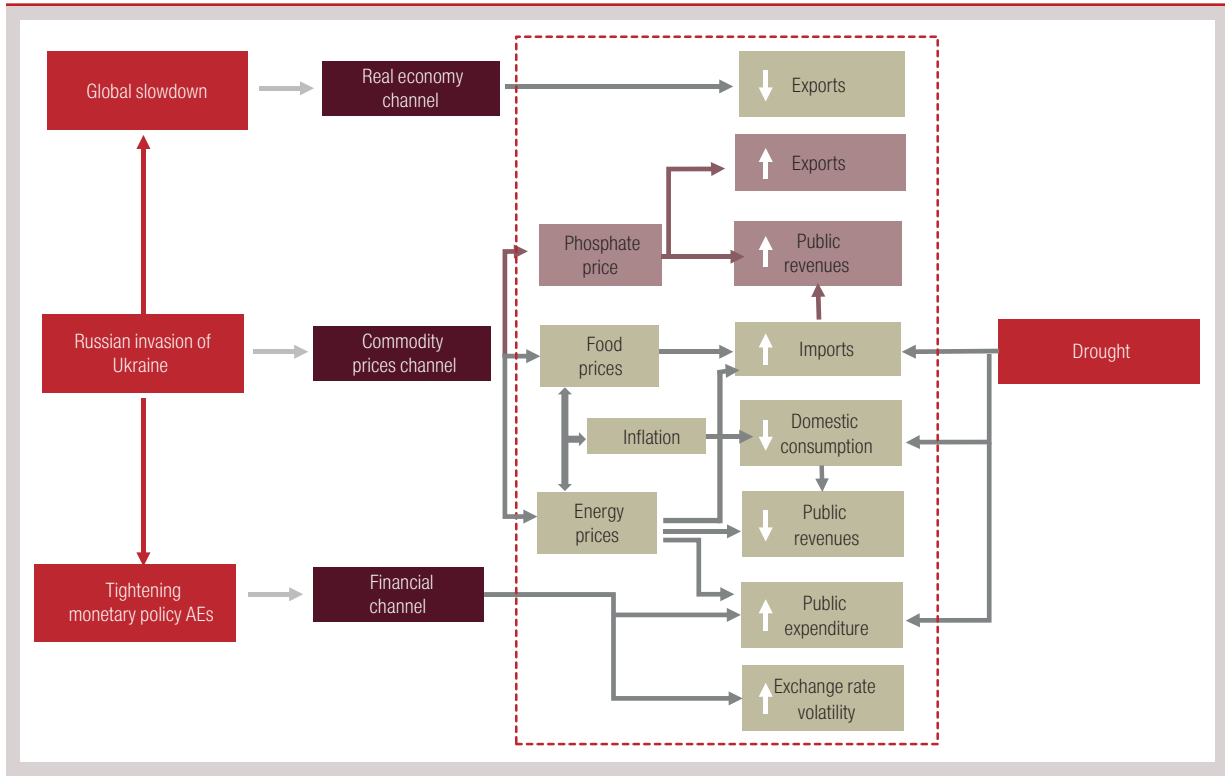 Global slowdown
Real economy
channel
Exports
Exports
Phosphate
price
Public
revenues
Russian invasion of
Ukraine
Commodity
prices channel
Food
prices
Imports
Drought
Inflation
Domestic
consumption
Energy
prices
Public
revenues
Tightening
monetary policy AEs
Financial
channel
Public
expenditure
Exchange rate
volatility